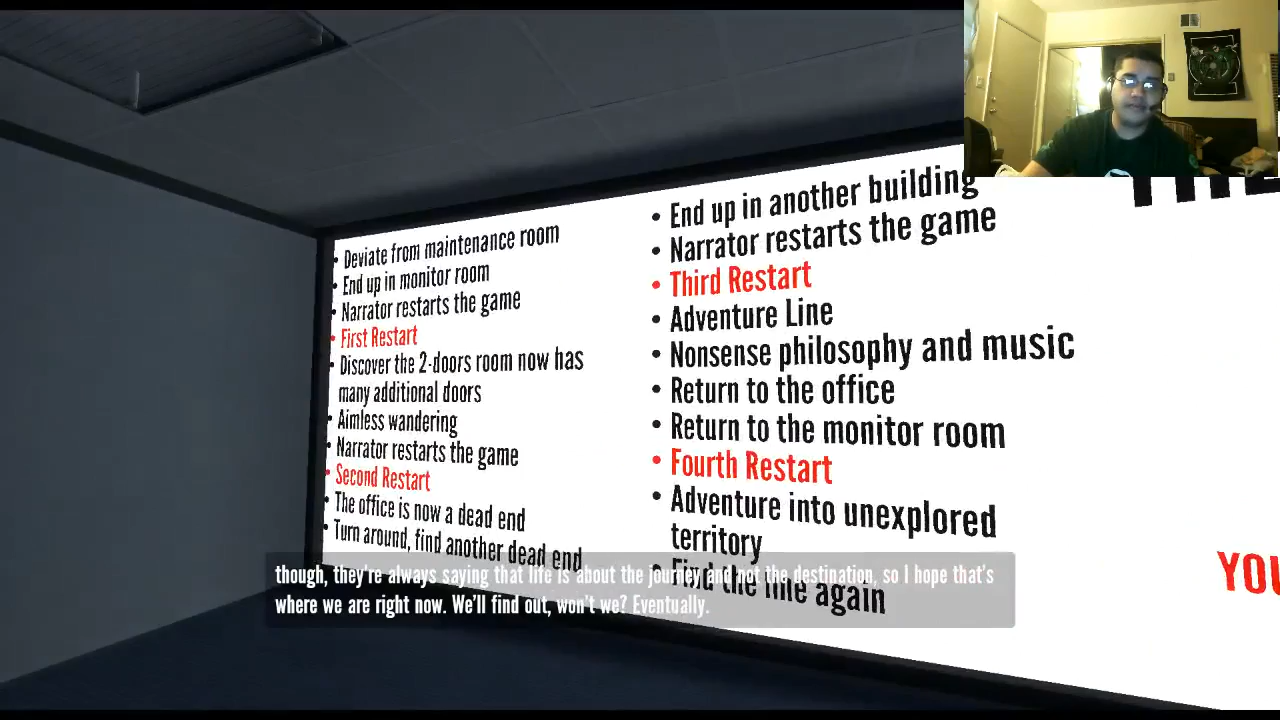 • Deviate from maintenance room
• End up in monitor room
• Narrator restarts the game
• First Restart
• Discover the 2-doors room now has
many additional doors
• Aimless wandering
• Narrator restarts the game
• Second Restart
• The office is now a dead end
• Turn around, find another dead end
• End up in another building
• Narrator restarts the game
• Third Restart
• Adventure Line
• Nonsense philosophy and music
• Return to the office
• Return to the monitor room
• Fourth Restart
• Adventure into unexplored
territory
• Find the line again
though, they're always saying that life is about the journey and not the destination, so I hope that's
where we are right now. We'll find out, won't we? Eventually.